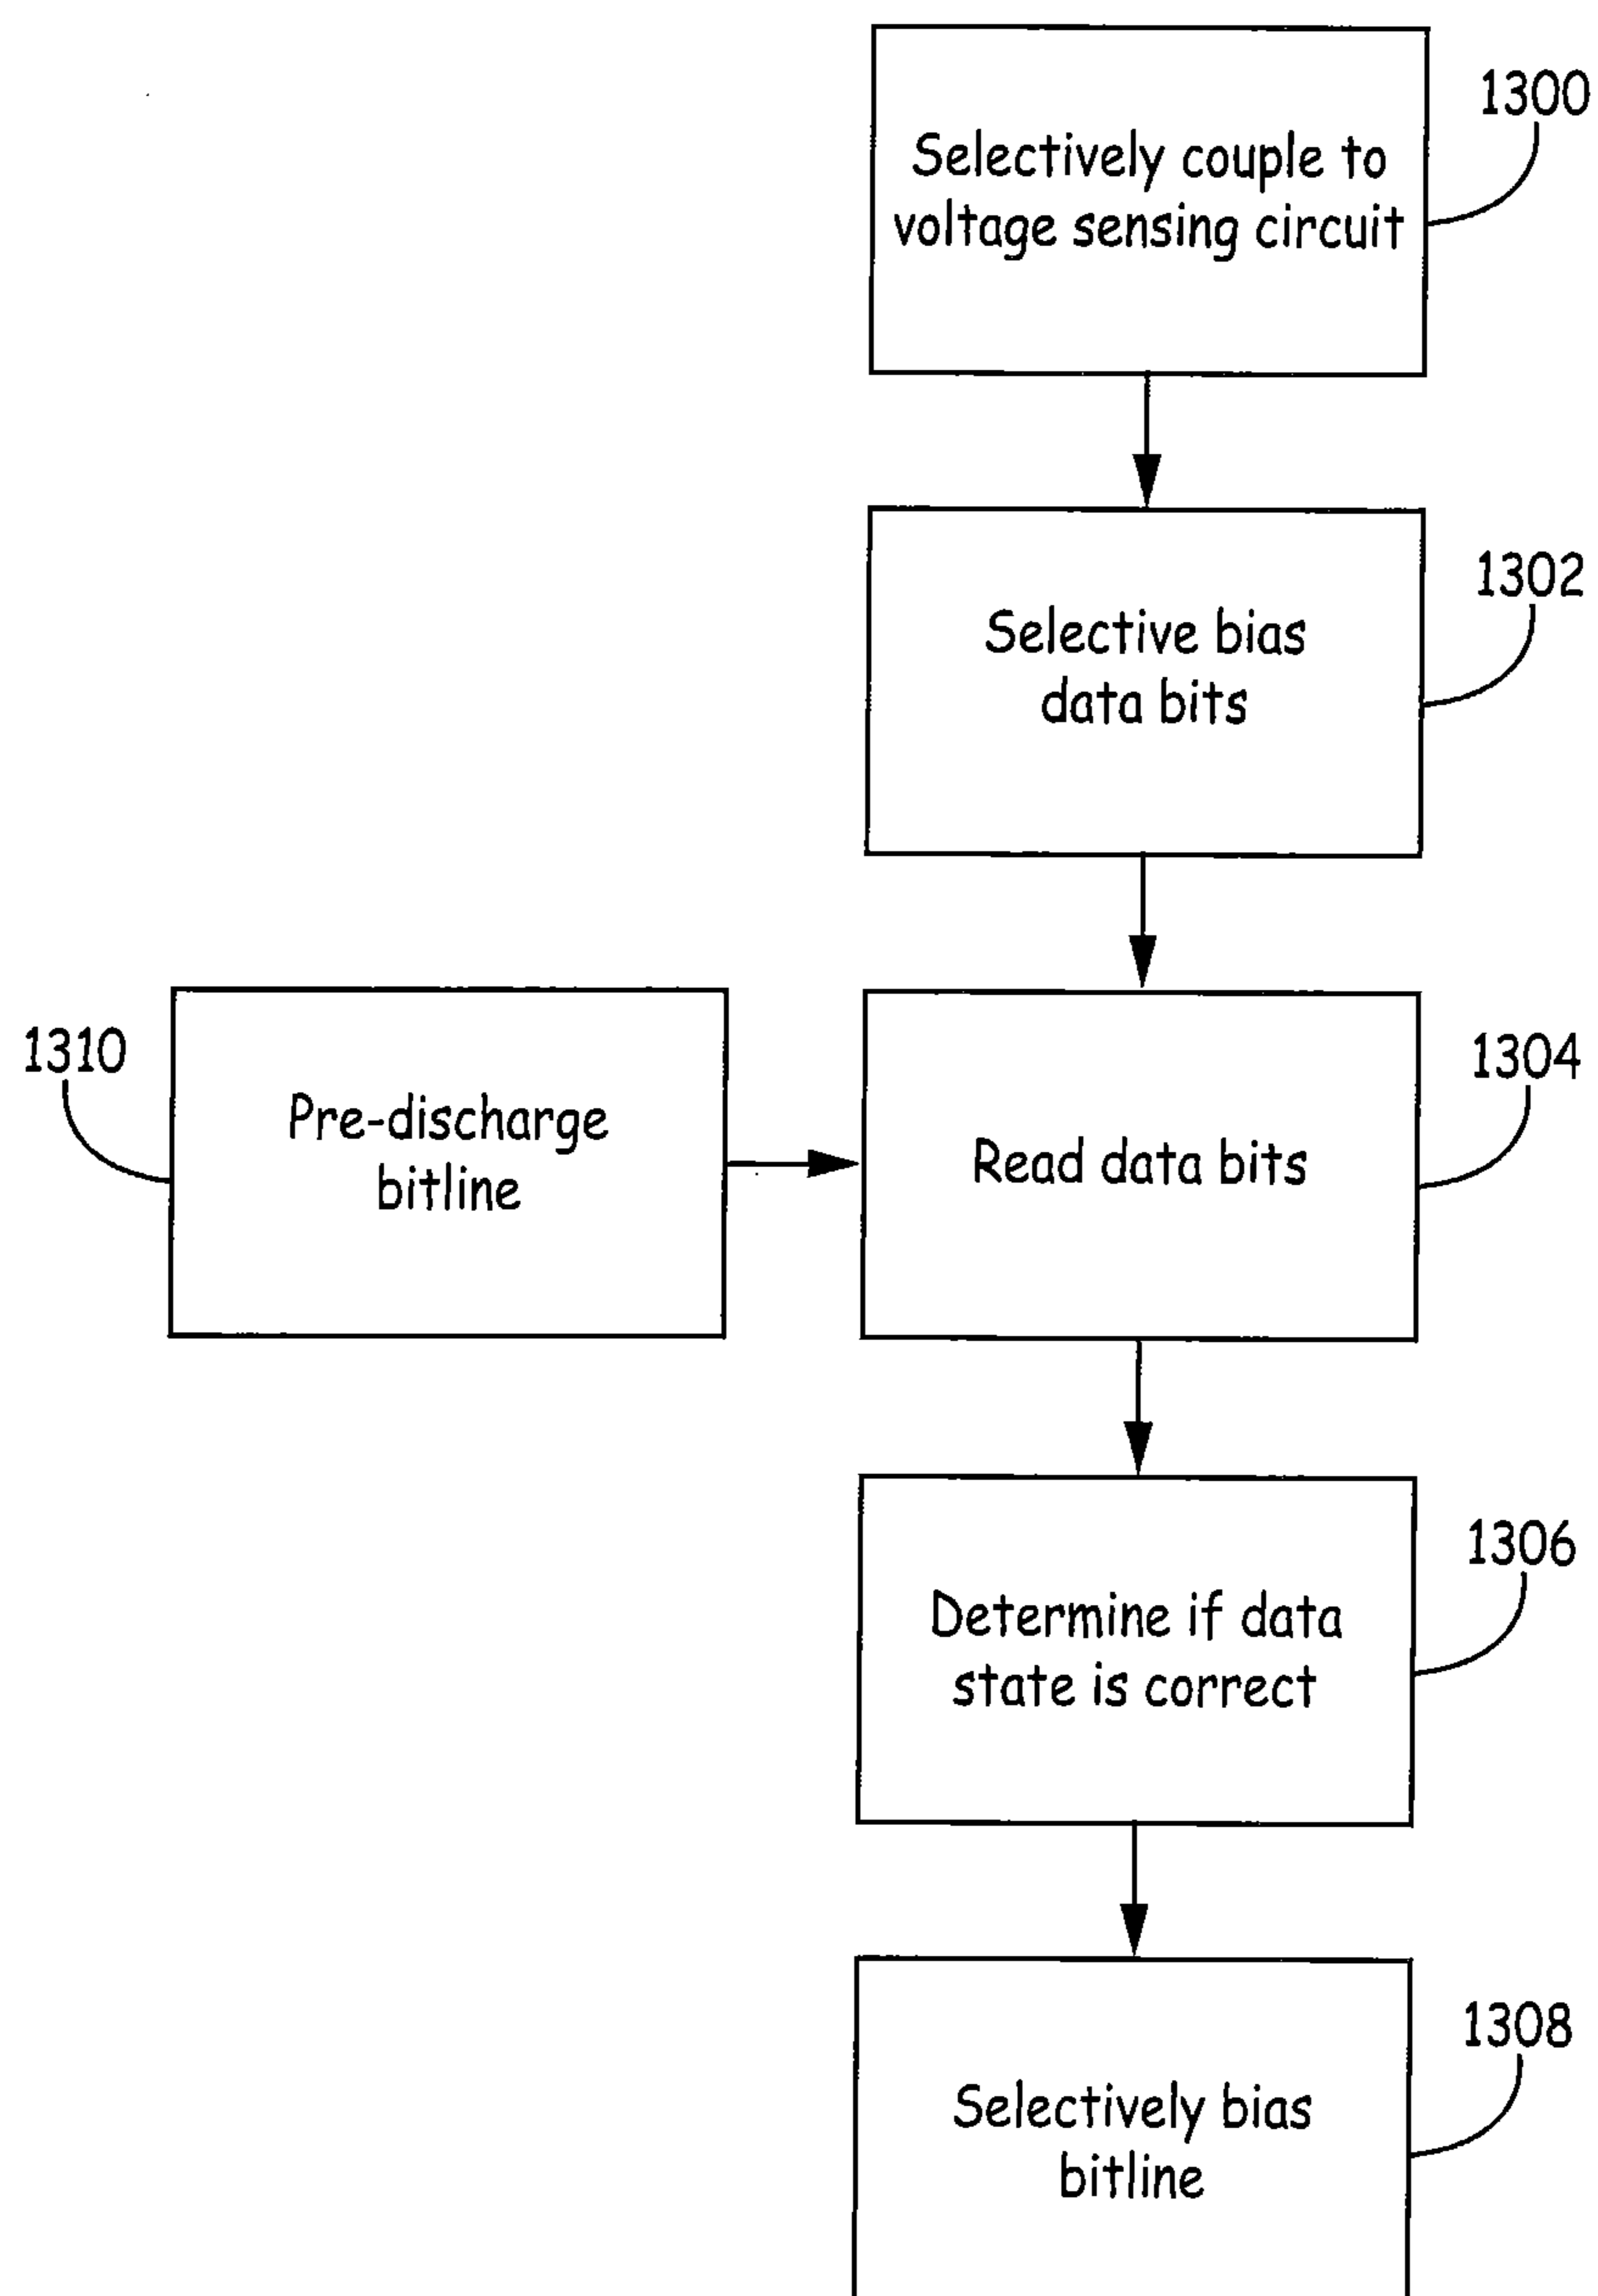 1300
Selectively couple to
voltage sensing circuit
1302
Selective bias
data bits
1310
Pre-discharge
bitline
1304
Read data bits
1306
Determine if data
state is correct
1308
Selectively bias
bitline